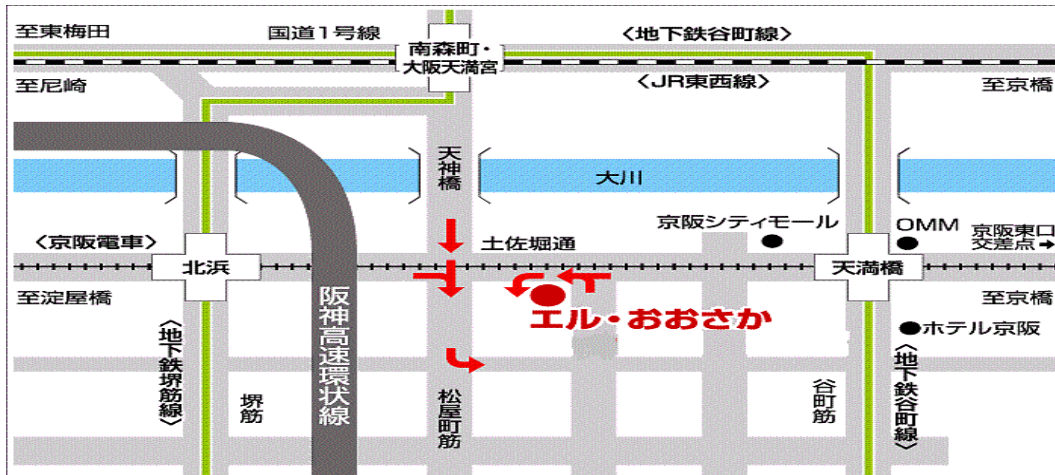 至東梅田
国道1号線
〈地下鉄谷町線〉
南森町・
大阪天満宮
至尼崎
〈JR東西線〉
至京橋
天神橋
大川
京阪シティモール
OMM
京阪東口
交差点➔
〈京阪電車〉
土佐堀通
北浜
天満橋
至淀屋橋
至京橋
エル・おおさか
ホテル京阪
阪神高速環状線
〈地下鉄堺筋線〉
堺筋
松屋町筋
谷町筋
〈地下鉄谷町線〉